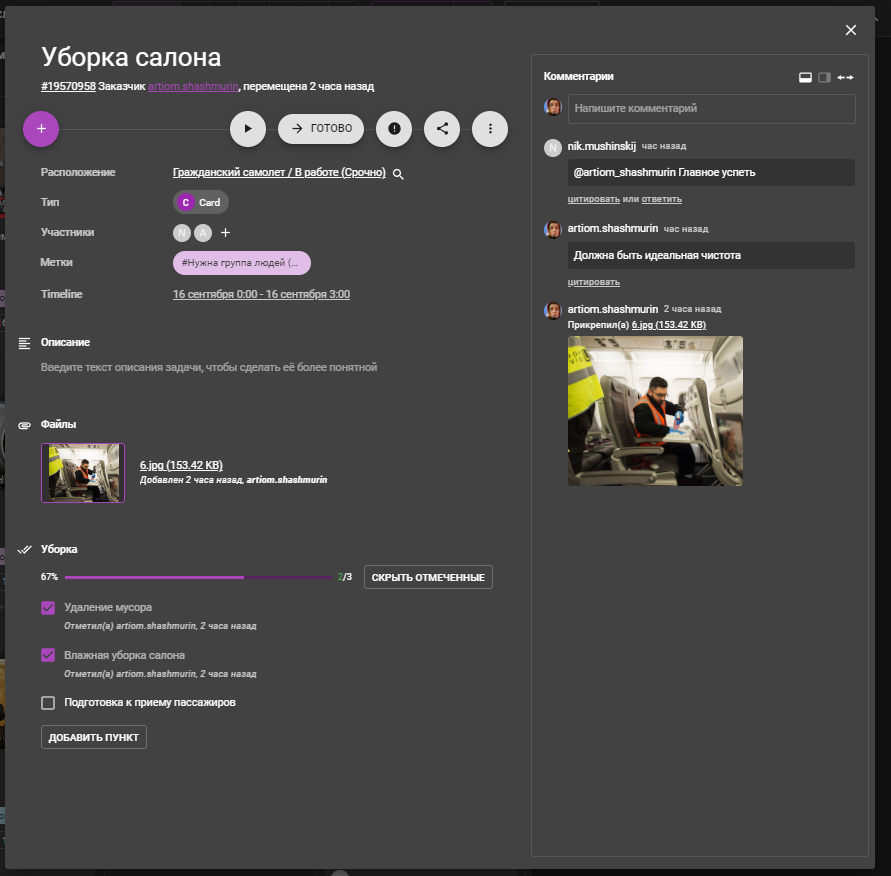 Уборка салона
#19570958 Заказчик artiom.shashmurin, перемещена 2 часа назад
ГОТОВО
Расположение
Гражданский самолет / В работе (Срочно)
Тип
C Card
Участники
N A +
Метки
#Нужна группа людей (...
Timeline
16 сентября 0:00 - 16 сентября 3:00
Описание
Введите текст описания задачи, чтобы сделать её более понятной
Файлы
6.jpg (153.42 KB)
Добавлен 2 часа назад, artiom.shashmurin
Уборка
67% 2/3 СКРЫТЬ ОТМЕЧЕННЫЕ
Удаление мусора
Отметил(а) artiom.shashmurin, 2 часа назад
Влажная уборка салона
Отметил(а) artiom.shashmurin, 2 часа назад
Подготовка к приему пассажиров
ДОБАВИТЬ ПУНКТ
Комментарии
Напишите комментарий
N nik.mushinskij час назад
@artiom_shashmurin Главное успеть
цитировать или ответить
artiom.shashmurin час назад
Должна быть идеальная чистота
цитировать
artiom.shashmurin 2 часа назад
Прикрепил(а) 6.jpg (153.42 KB)